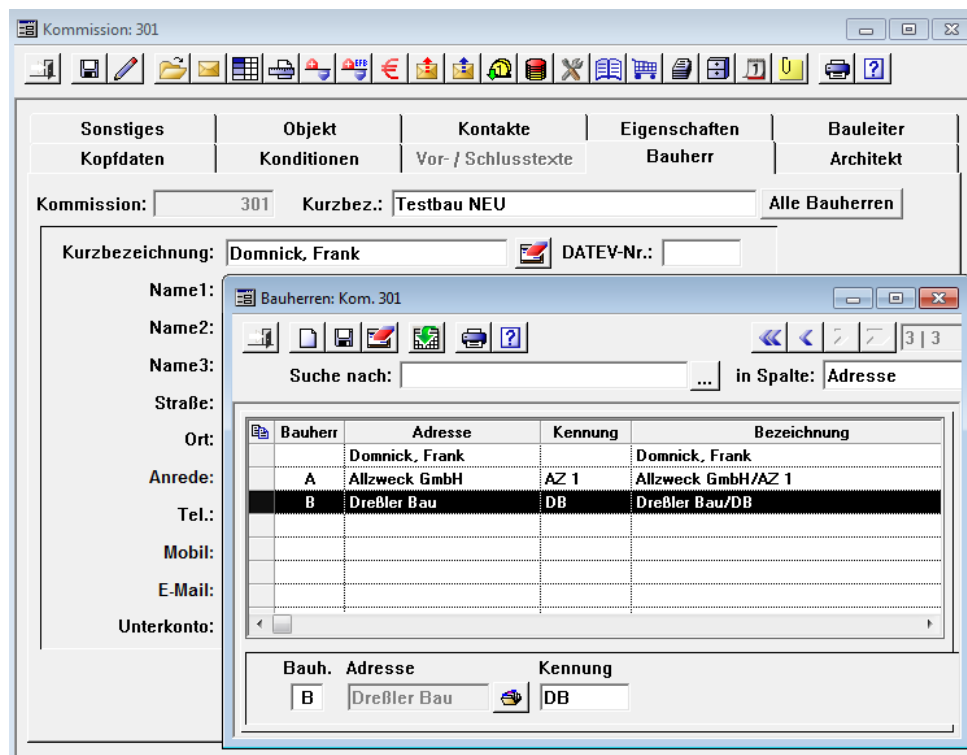 Kommission: 301
EFB
Sonstiges Objekt Kontakte Eigenschaften Bauleiter
Kopfdaten Konditionen Vor- / Schlusstexte Bauherr Architekt
Kommission: 301 Kurzbez.: Testbau NEU Alle Bauherren
Kurzbezeichnung: Domnick, Frank DATEV-Nr.:
Name1:
Name2:
Name3:
Straße:
Ort:
Anrede:
Tel.:
Mobil:
E-Mail:
Unterkonto:
Bauherren: Kom. 301
3 | 3
Suche nach: ... in Spalte: Adresse
Bauherr Adresse Kennung Bezeichnung
Domnick, Frank Domnick, Frank
A Allzweck GmbH AZ 1 Allzweck GmbH/AZ 1
B Dreßler Bau DB Dreßler Bau/DB
Bauh. Adresse Kennung
B Dreßler Bau DB